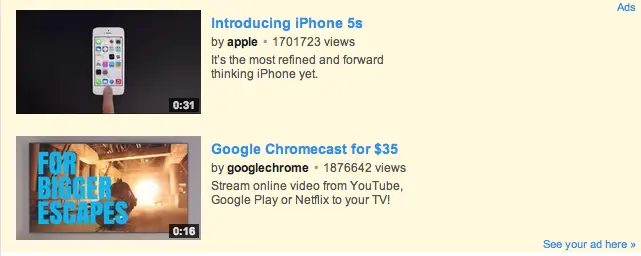 Ads
Introducing iPhone 5s
by apple • 1701723 views
It's the most refined and forward
thinking iPhone yet.
0:31
FOR
BIGGER
ESCAPES
0:16
Google Chromecast for $35
by googlechrome • 1876642 views
Stream online video from YouTube,
Google Play or Netflix to your TV!
See your ad here »